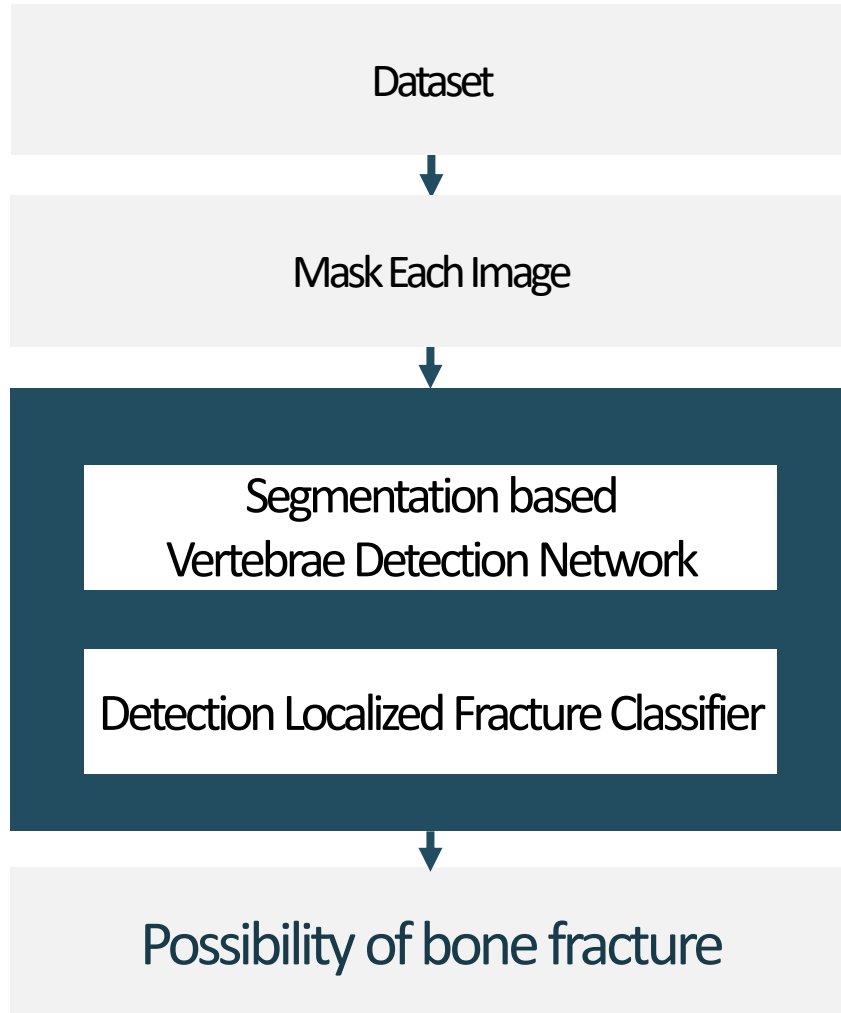 Dataset
Mask Each Image
Segmentation based
Vertebrae Detection Network
Detection Localized Fracture Classifier
Possibility of bone fracture